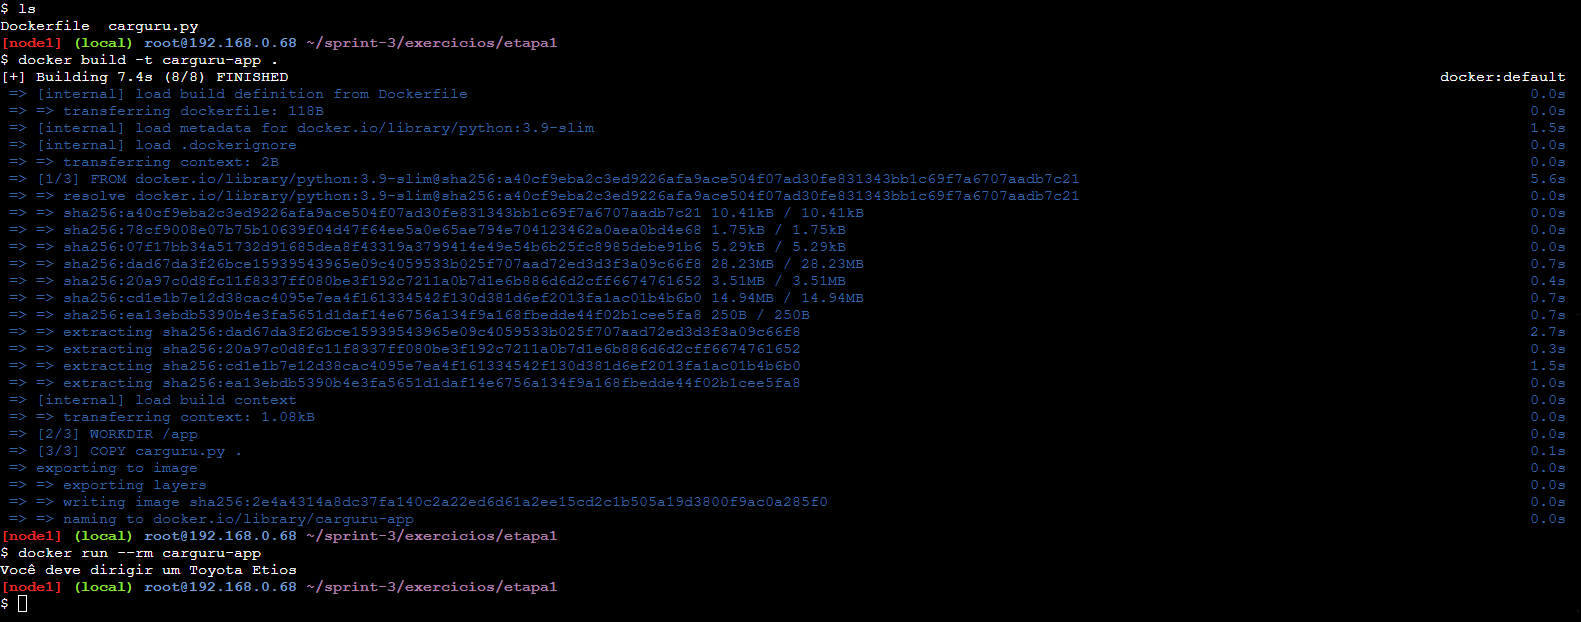 $ ls
Dockerfile  carguru.py
[node1] (local) root@192.168.0.68 ~/sprint-3/exercicios/etapa1
$ docker build -t carguru-app .
[+] Building 7.4s (8/8) FINISHED docker:default
=> [internal] load build definition from Dockerfile 0.0s
=> => transferring dockerfile: 118B 0.0s
=> [internal] load metadata for docker.io/library/python:3.9-slim 1.5s
=> [internal] load .dockerignore 0.0s
=> => transferring context: 2B 0.0s
=> [1/3] FROM docker.io/library/python:3.9-slim@sha256:a40cf9eba2c3ed9226afa9ace504f07ad30fe831343bb1c69f7a6707aadb7c21 5.6s
=> => resolve docker.io/library/python:3.9-slim@sha256:a40cf9eba2c3ed9226afa9ace504f07ad30fe831343bb1c69f7a6707aadb7c21 0.0s
=> => sha256:a40cf9eba2c3ed9226afa9ace504f07ad30fe831343bb1c69f7a6707aadb7c21 10.41kB / 10.41kB 0.0s
=> => sha256:78cf9008e07b75b10639f04d47f64ee5a0e65ae794e704123462a0aea0bd4e68 1.75kB / 1.75kB 0.0s
=> => sha256:07f17bb34a51732d91685dea8f43319a3799414e49e54b6b25fc8985debe91b6 5.29kB / 5.29kB 0.0s
=> => sha256:dad67da3f26bce15939543965e09c4059533b025f707aad72ed3d3f3a09c66f8 28.23MB / 28.23MB 0.7s
=> => sha256:20a97c0d8fc11f8337ff080be3f192c7211a0b7d1e6b886d6d2cff6674761652 3.51MB / 3.51MB 0.4s
=> => sha256:cd1e1b7e12d38cac4095e7ea4f161334542f130d381d6ef2013fa1ac01b4b6b0 14.94MB / 14.94MB 0.7s
=> => sha256:ea13ebdb5390b4e3fa5651d1daf14e6756a134f9a168fbedde44f02b1cee5fa8 250B / 250B 0.7s
=> => extracting sha256:dad67da3f26bce15939543965e09c4059533b025f707aad72ed3d3f3a09c66f8 2.7s
=> => extracting sha256:20a97c0d8fc11f8337ff080be3f192c7211a0b7d1e6b886d6d2cff6674761652 0.3s
=> => extracting sha256:cd1e1b7e12d38cac4095e7ea4f161334542f130d381d6ef2013fa1ac01b4b6b0 1.5s
=> => extracting sha256:ea13ebdb5390b4e3fa5651d1daf14e6756a134f9a168fbedde44f02b1cee5fa8 0.0s
=> [internal] load build context 0.0s
=> => transferring context: 1.08kB 0.0s
=> [2/3] WORKDIR /app 0.0s
=> [3/3] COPY carguru.py . 0.1s
=> exporting to image 0.0s
=> => exporting layers 0.0s
=> => writing image sha256:2e4a4314a8dc37fa140c2a22ed6d61a2ee15cd2c1b505a19d3800f9ac0a285f0 0.0s
=> => naming to docker.io/library/carguru-app 0.0s
[node1] (local) root@192.168.0.68 ~/sprint-3/exercicios/etapa1
$ docker run --rm carguru-app
Você deve dirigir um Toyota Etios
[node1] (local) root@192.168.0.68 ~/sprint-3/exercicios/etapa1
$